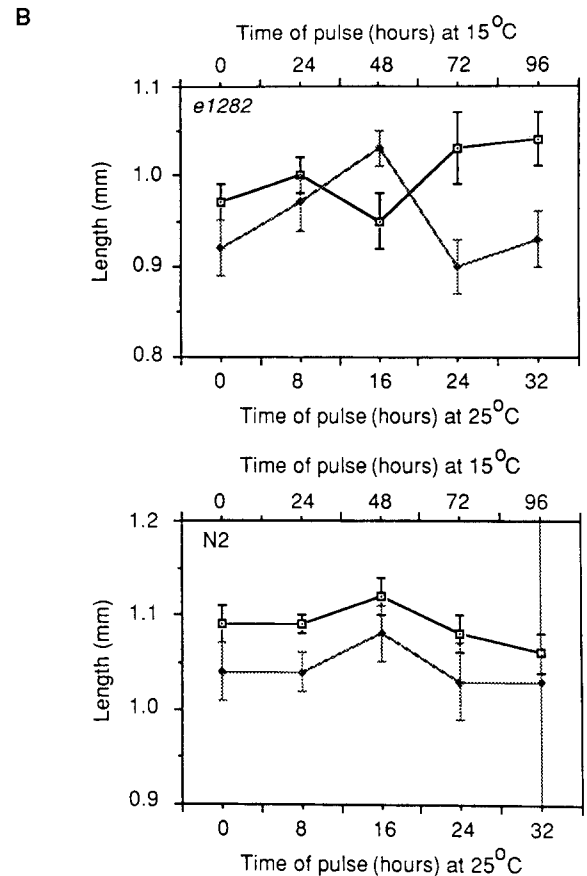 B
Time of pulse (hours) at 15°C
0 24 48 72 96
1.1
e1282
1.0
0.9
0.8
Length (mm)
0 8 16 24 32
Time of pulse (hours) at 25°C
Time of pulse (hours) at 15°C
0 24 48 72 96
1.2
N2
1.1
1.0
0.9
Length (mm)
0 8 16 24 32
Time of pulse (hours) at 25°C